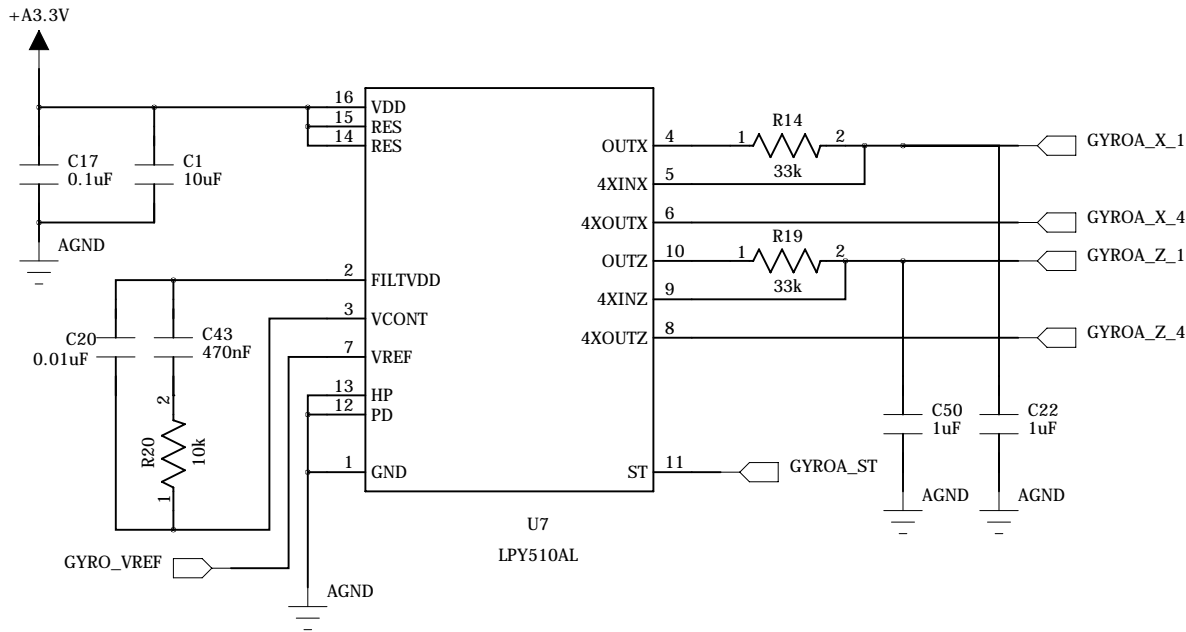 +A3.3V
16 VDD
15 RES
14 RES
C17
0.1uF
C1
10uF
AGND
2 FILTVDD
3 VCONT
7 VREF
13 HP
12 PD
1 GND
C20
0.01uF
C43
470nF
2
R20
10k
1
GYRO_VREF
AGND
OUTX 4
1 R14 2
33k
GYROA_X_1
4XINX 5
4XOUTX 6
GYROA_X_4
OUTZ 10
1 R19 2
33k
GYROA_Z_1
4XINZ 9
4XOUTZ 8
GYROA_Z_4
C50
1uF
C22
1uF
ST 11
GYROA_ST
AGND
AGND
U7
LPY510AL